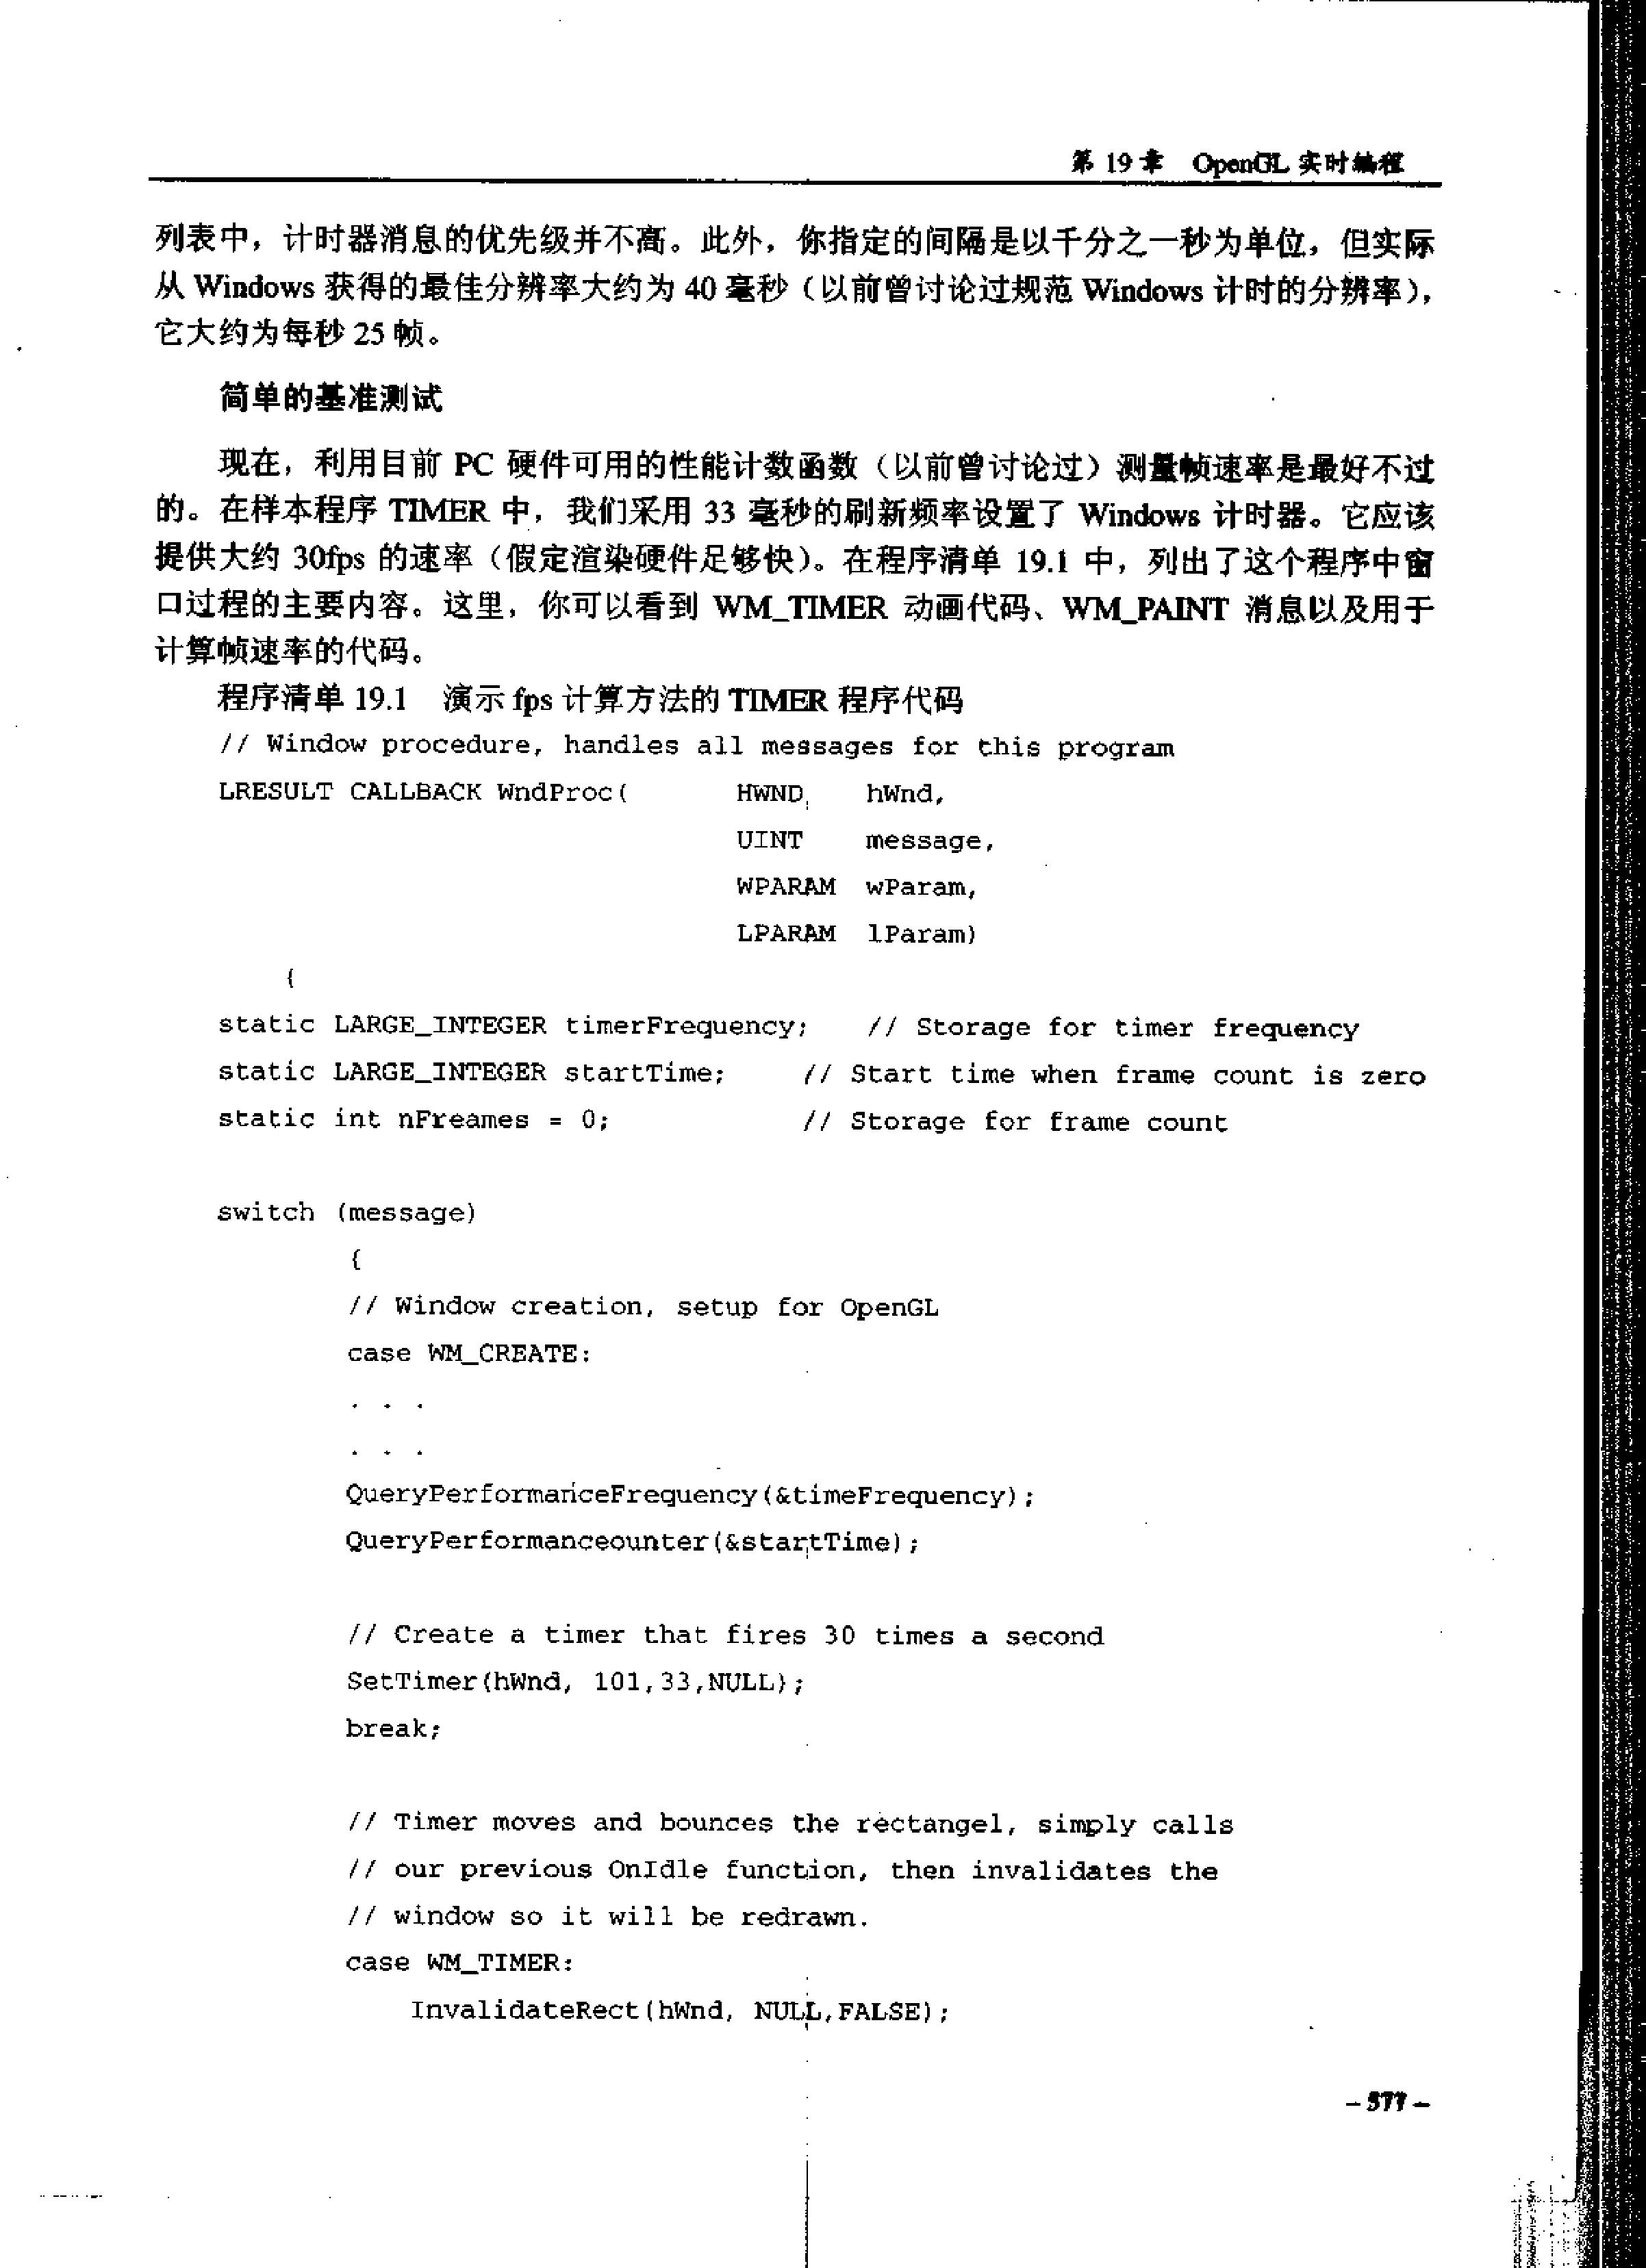 第 19 章 OpenGL 实时编程
列表中，计时器消息的优先级并不高。此外，你指定的间隔是以千分之一秒为单位，但实际
从 Windows 获得的最佳分辨率大约为 40 毫秒（以前曾讨论过规范 Windows 计时的分辨率），
它大约为每秒 25 帧。
简单的基准测试
现在，利用目前 PC 硬件可用的性能计数函数（以前曾讨论过）测量帧速率是最好不过
的。在样本程序 TIMER 中，我们采用 33 毫秒的刷新频率设置了 Windows 计时器。它应该
提供大约 30fps 的速率（假定渲染硬件足够快）。在程序清单 19.1 中，列出了这个程序中窗
口过程的主要内容。这里，你可以看到 WM_TIMER 动画代码、WM_PAINT 消息以及用于
计算帧速率的代码。
程序清单 19.1 演示 fps 计算方法的 TIMER 程序代码
// Window procedure, handles all messages for this program
LRESULT CALLBACK WndProc( HWND, hWnd,
UINT message,
WPARAM wParam,
LPARAM lParam)
{
static LARGE_INTEGER timerFrequency; // Storage for timer frequency
static LARGE_INTEGER startTime; // Start time when frame count is zero
static int nFreames = 0; // Storage for frame count
switch (message)
{
// Window creation, setup for OpenGL
case WM_CREATE:
. . .
. . .
QueryPerformanceFrequency(&timeFrequency);
QueryPerformanceounter(&startTime);
// Create a timer that fires 30 times a second
SetTimer(hWnd, 101,33,NULL);
break;
// Timer moves and bounces the rectangel, simply calls
// our previous OnIdle function, then invalidates the
// window so it will be redrawn.
case WM_TIMER:
InvalidateRect(hWnd, NULL,FALSE);
－577－